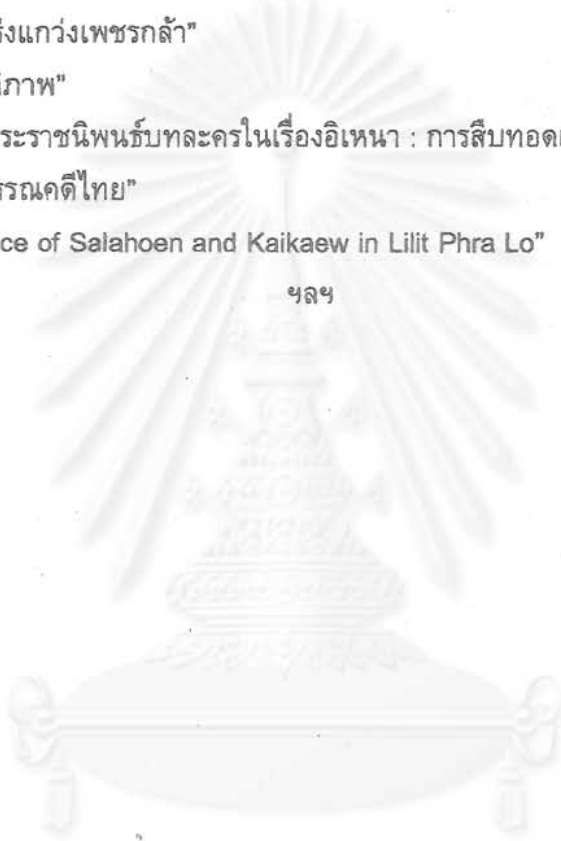 ริ่งแกว่งเพชรกล้า"
ภาพ"
ระราชนิพนธ์บทละครในเรื่องอิเหนา : การสืบทอด
รรณคดีไทย"
ce of Salahoen and Kaikaew in Lilit Phra Lo"
ฯลฯ